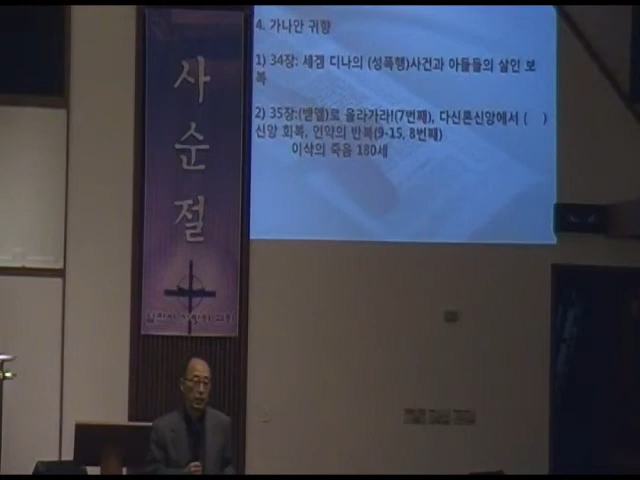 사순절
4. 가나안 귀향
1) 34장: 세겜 디나의 (성폭행)사건과 아들들의 살인 보
복
2) 35장:(벧엘)로 올라가라!(7번째), 다신론신앙에서 (    )
신앙 회복, 언약의 반복(9-15, 8번째)
이삭의 죽음 180세